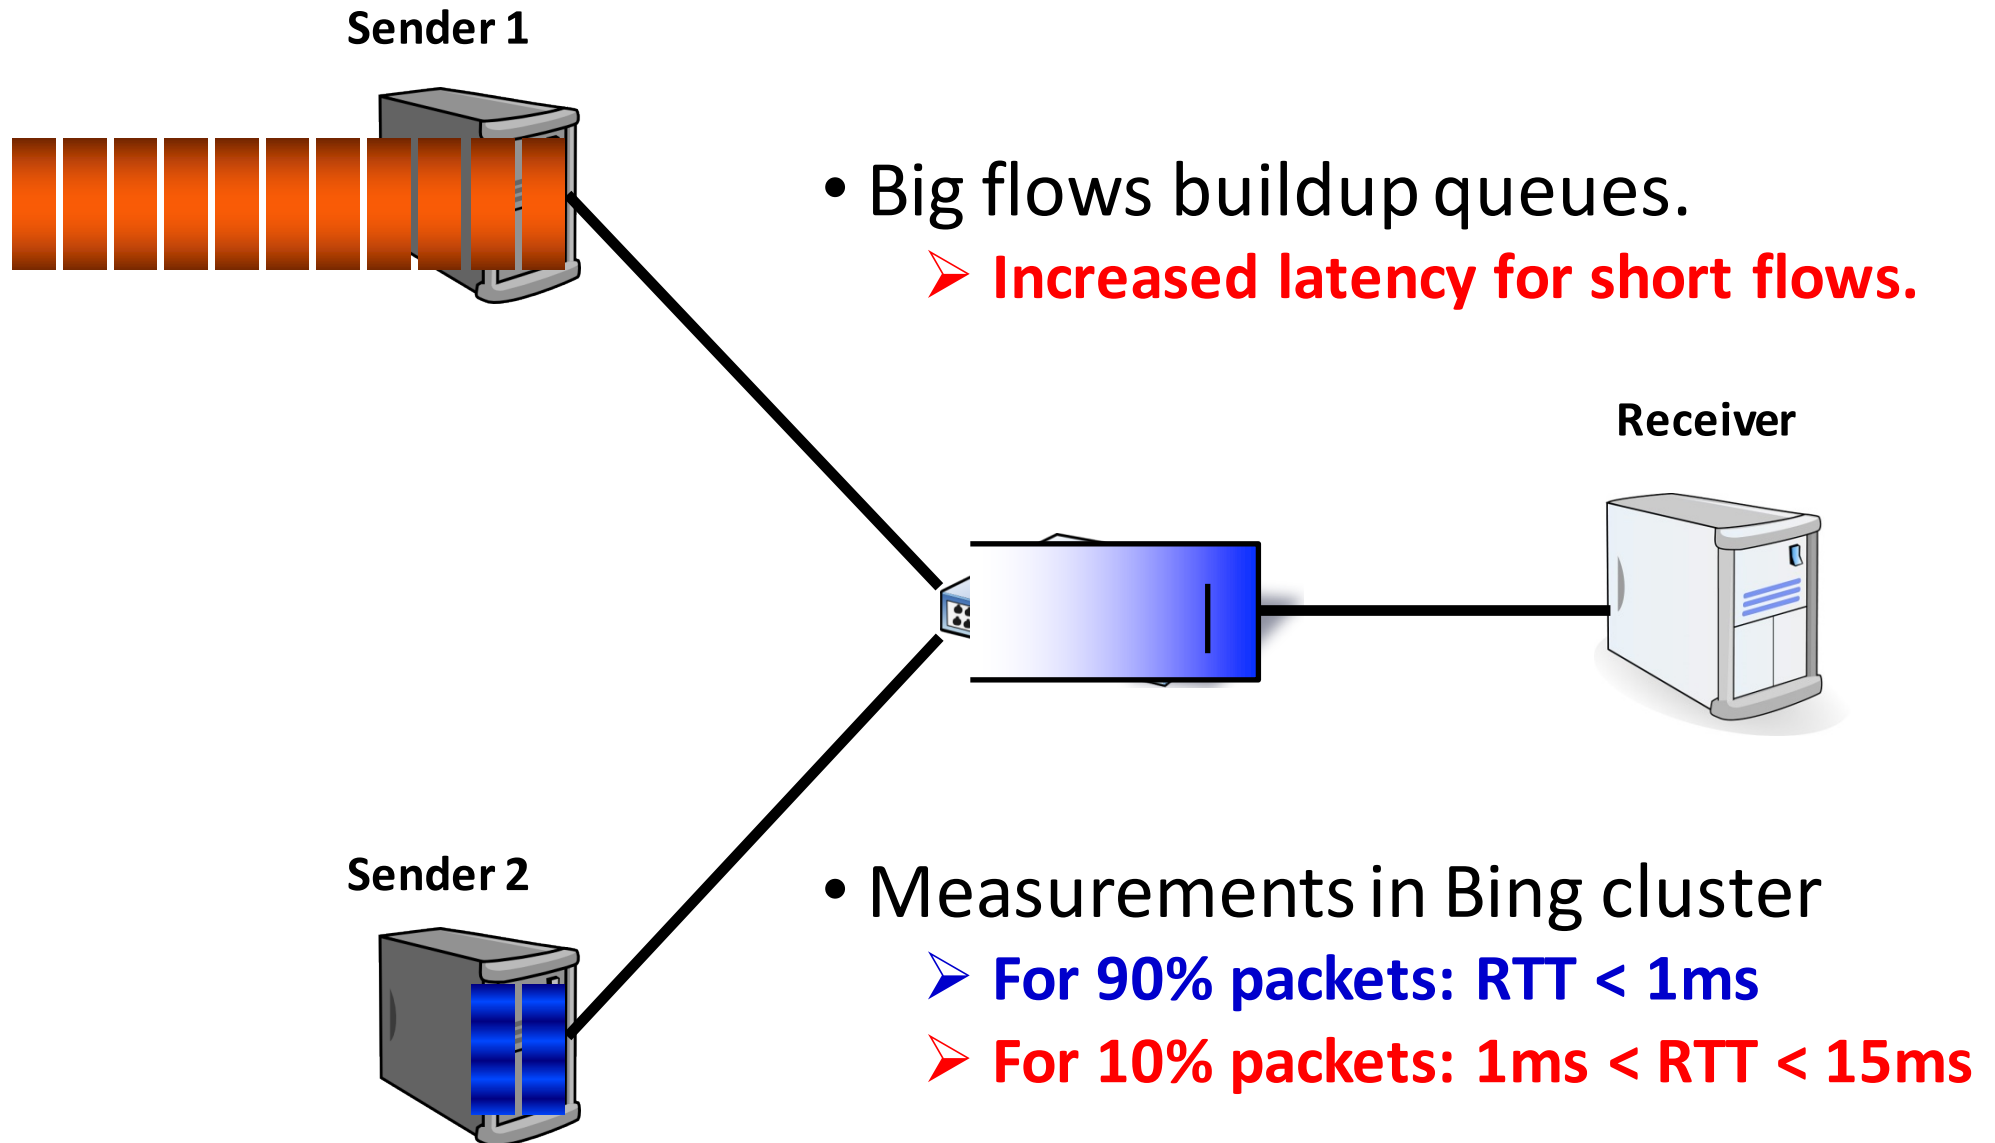 Sender 1
• Big flows buildup queues.
➢ Increased latency for short flows.
Receiver
Sender 2
• Measurements in Bing cluster
➢ For 90% packets: RTT < 1ms
➢ For 10% packets: 1ms < RTT < 15ms